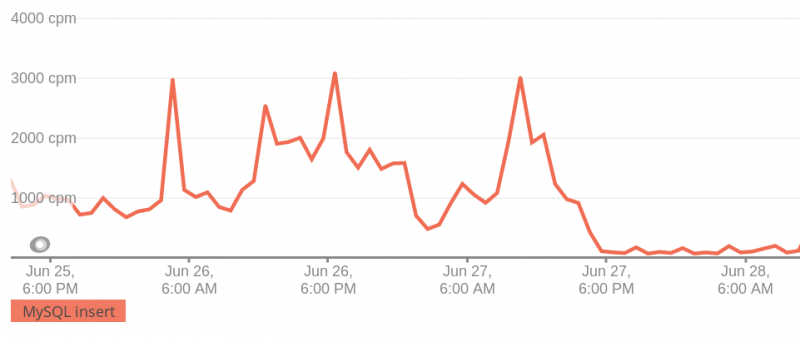 4000 cpm
3000 cpm
2000 cpm
1000 cpm
Jun 25,
6:00 PM
Jun 26,
6:00 AM
Jun 26,
6:00 PM
Jun 27,
6:00 AM
Jun 27,
6:00 PM
Jun 28,
6:00 AM
MySQL insert